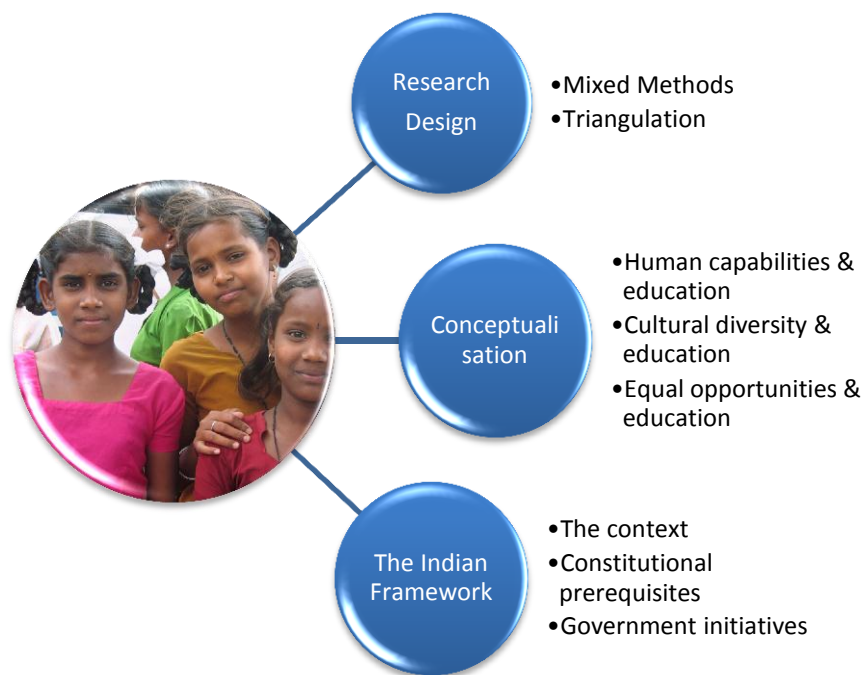 Research
Design
•Mixed Methods
•Triangulation
Conceptuali
sation
•Human capabilities &
education
•Cultural diversity &
education
•Equal opportunities &
education
The Indian
Framework
•The context
•Constitutional
prerequisites
•Government initiatives